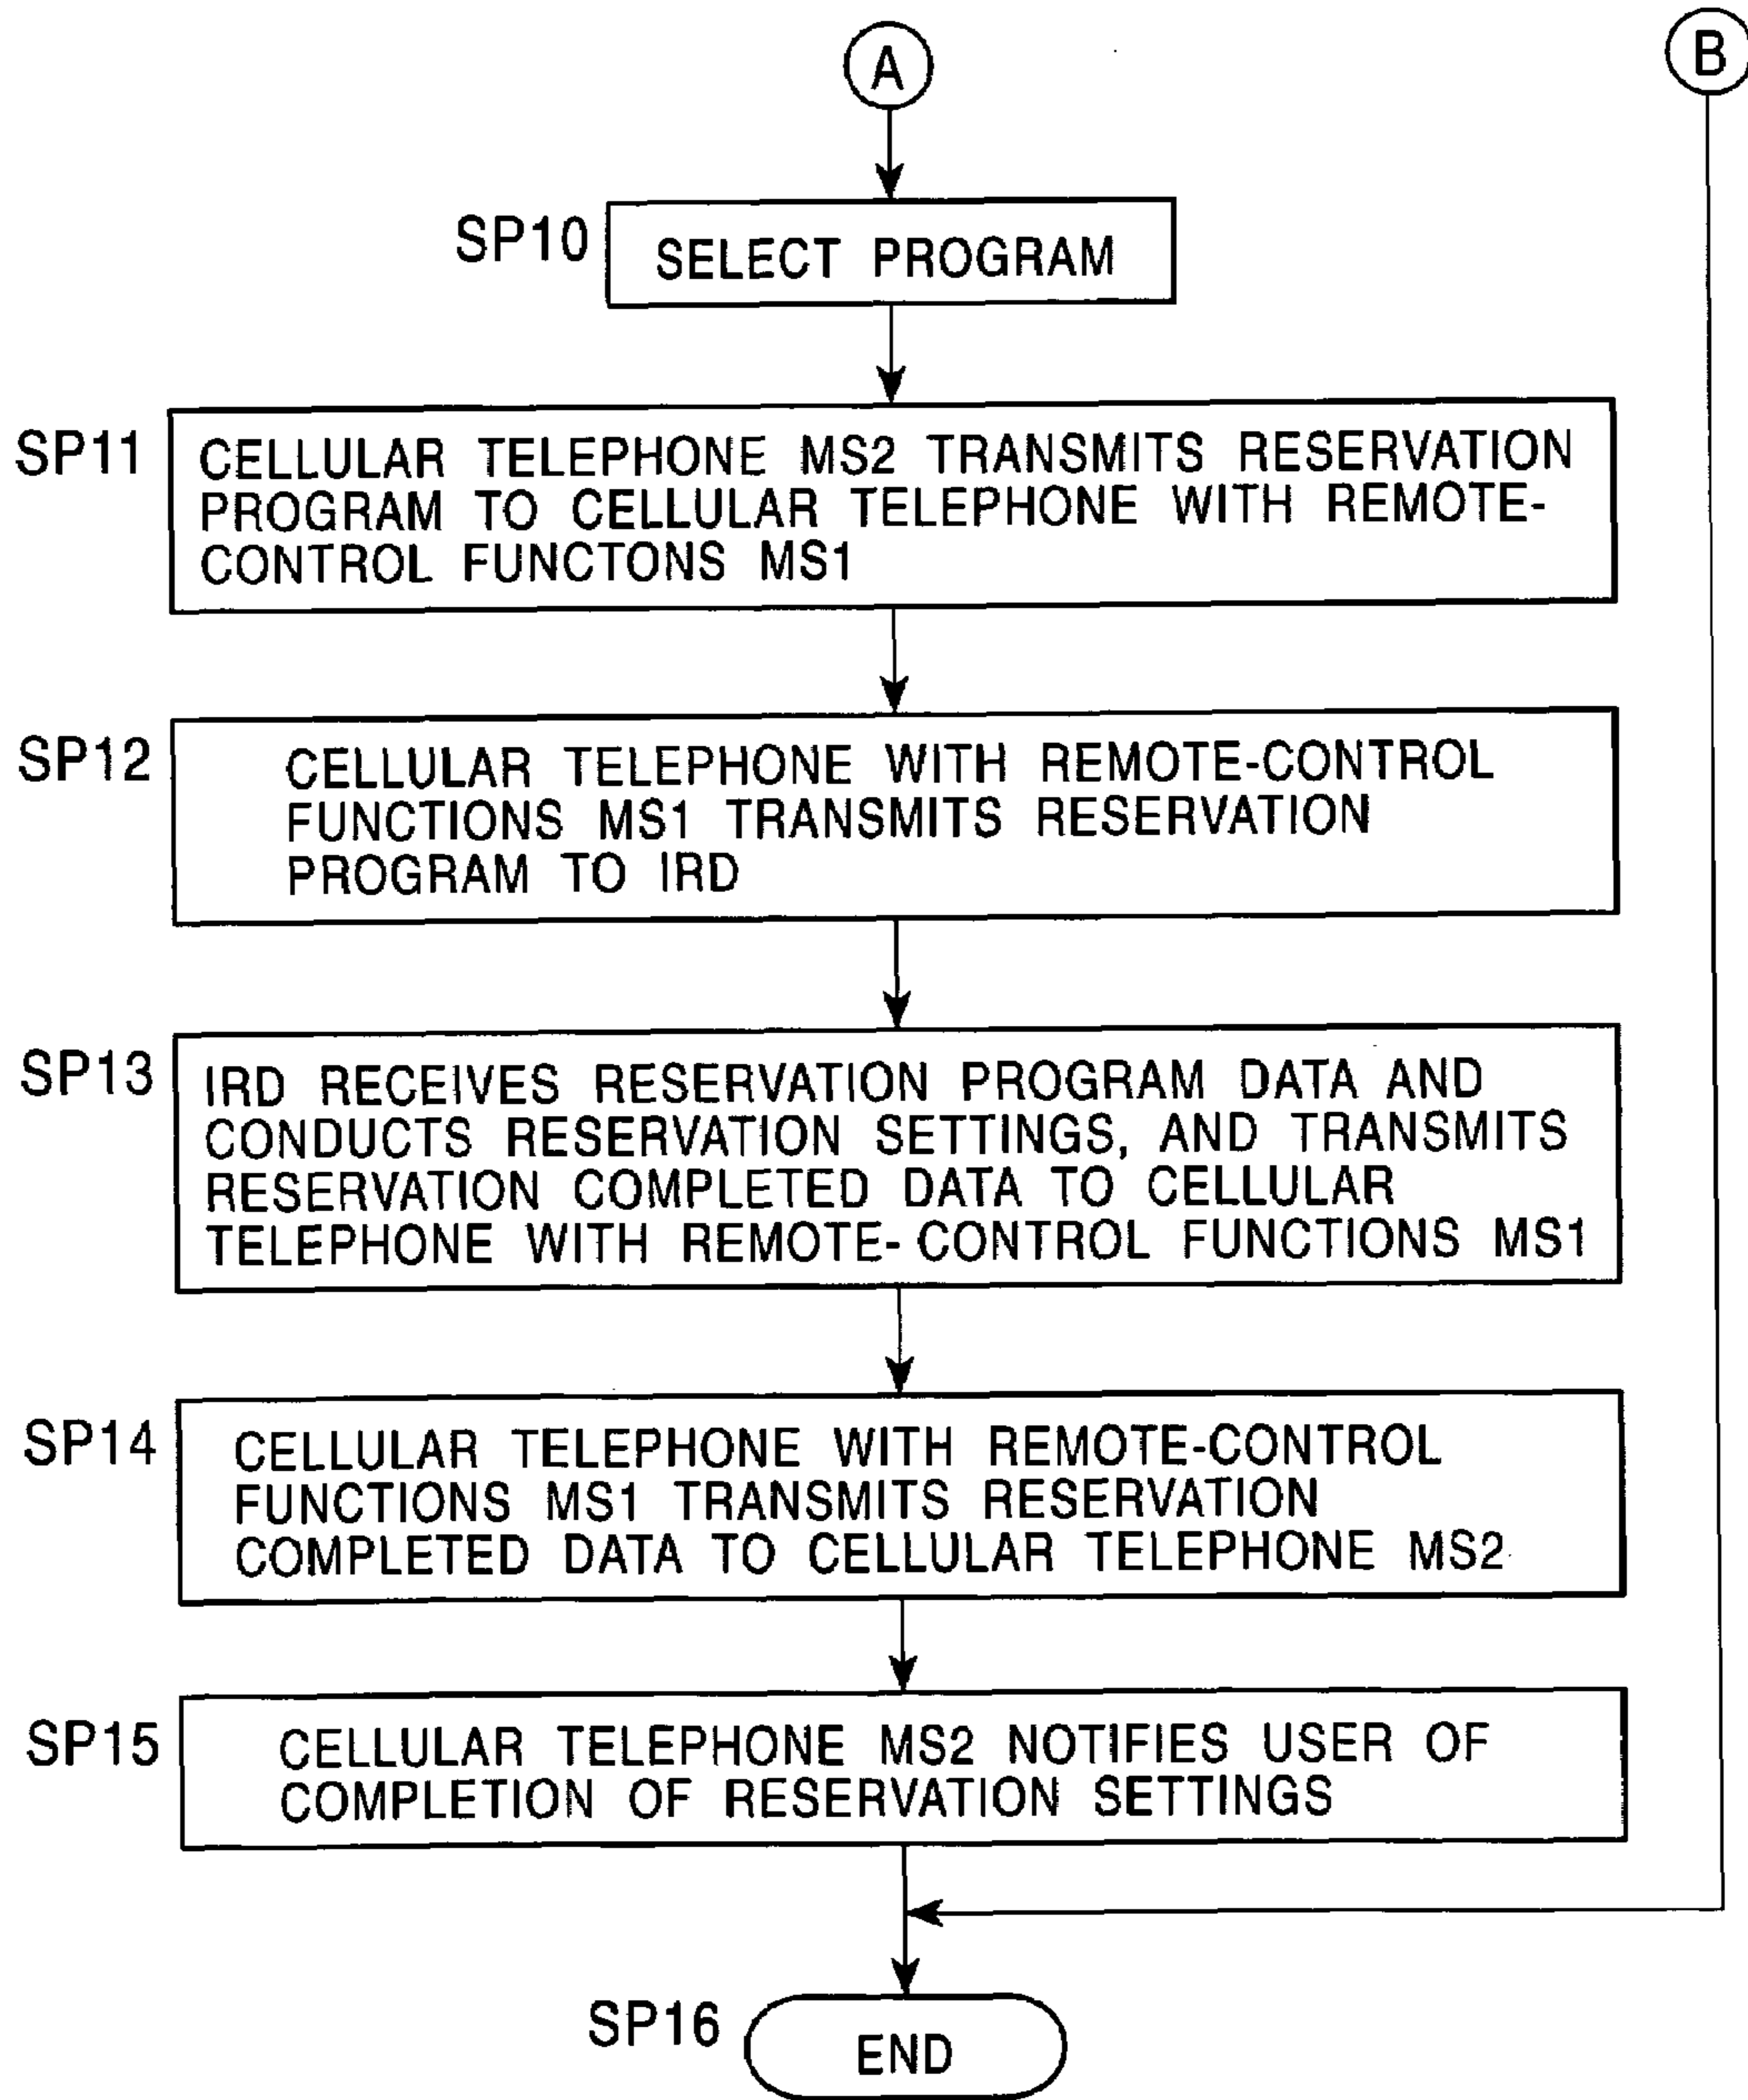 A
B
SP10
SELECT PROGRAM
SP11
CELLULAR TELEPHONE MS2 TRANSMITS RESERVATION
PROGRAM TO CELLULAR TELEPHONE WITH REMOTE-
CONTROL FUNCTONS MS1
SP12
CELLULAR TELEPHONE WITH REMOTE-CONTROL
FUNCTIONS MS1 TRANSMITS RESERVATION
PROGRAM TO IRD
SP13
IRD RECEIVES RESERVATION PROGRAM DATA AND
CONDUCTS RESERVATION SETTINGS, AND TRANSMITS
RESERVATION COMPLETED DATA TO CELLULAR
TELEPHONE WITH REMOTE- CONTROL FUNCTIONS MS1
SP14
CELLULAR TELEPHONE WITH REMOTE-CONTROL
FUNCTIONS MS1 TRANSMITS RESERVATION
COMPLETED DATA TO CELLULAR TELEPHONE MS2
SP15
CELLULAR TELEPHONE MS2 NOTIFIES USER OF
COMPLETION OF RESERVATION SETTINGS
SP16
END